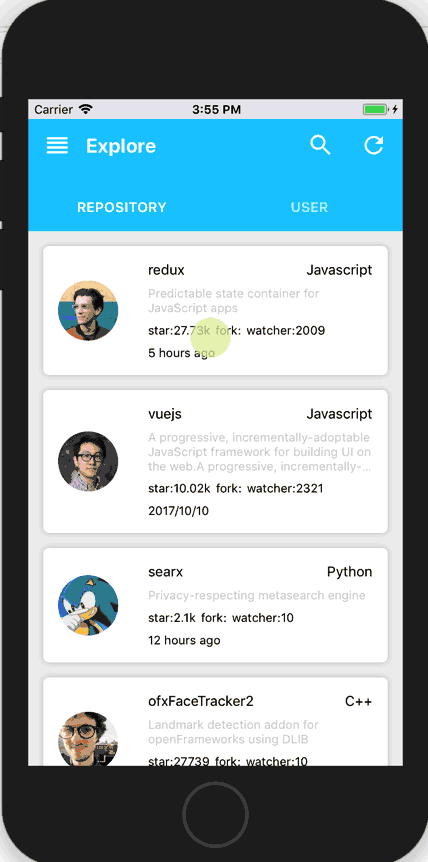 Carrier 3:55 PM
Explore
REPOSITORY USER
redux Javascript
Predictable state container for
JavaScript apps
star:27.73k fork: watcher:2009
5 hours ago
vuejs Javascript
A progressive, incrementally-adoptable
JavaScript framework for building UI on
the web.A progressive, incrementally-...
star:10.02k fork: watcher:2321
2017/10/10
searx Python
Privacy-respecting metasearch engine
star:2.1k fork: watcher:10
12 hours ago
ofxFaceTracker2 C++
Landmark detection addon for
openFrameworks using DLIB
star:27739 fork: watcher:10